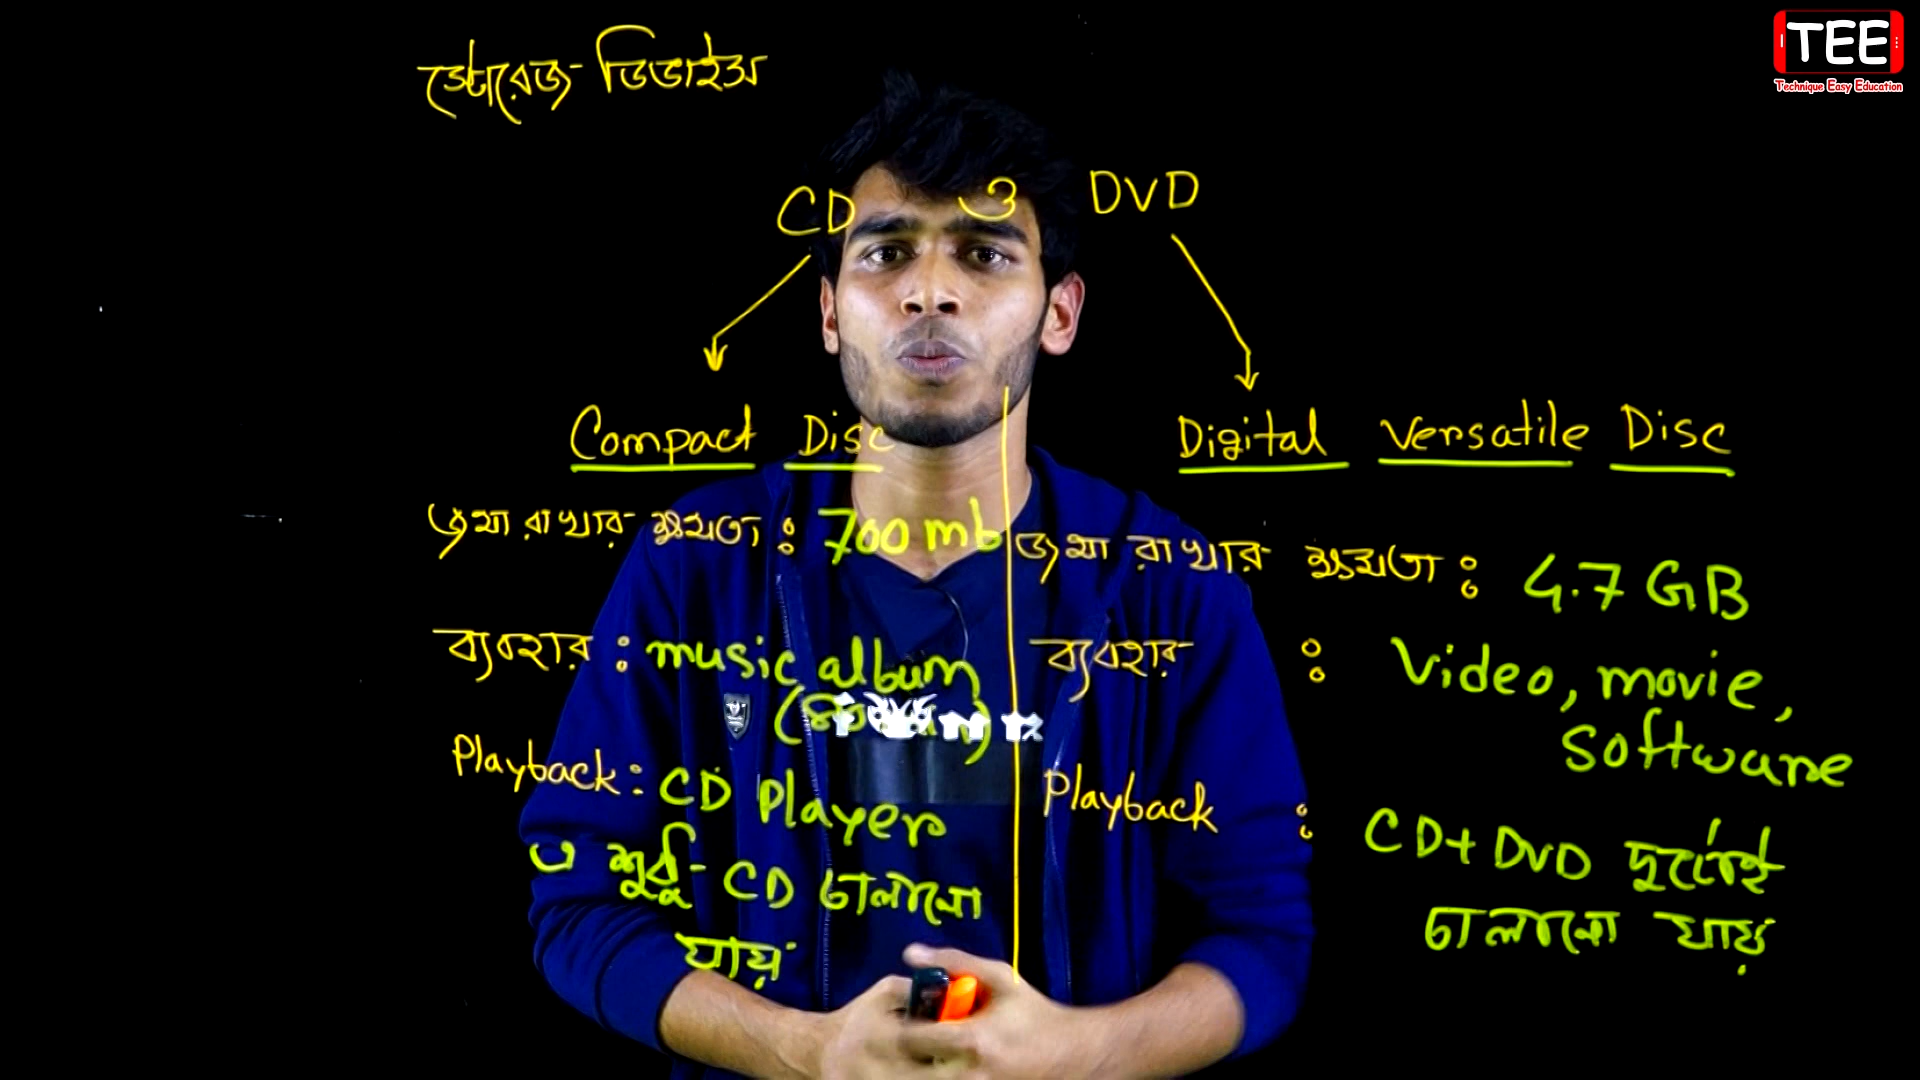 স্টোরেজ ডিভাইস
TEE
Technique Easy Education
CD ও DVD
Compact Disc
জমা রাখার ক্ষমতা : 700 mb
ব্যবহার : music album
Playback : CD Player
ও শুধু CD চালানো
যায়
Digital Versatile Disc
জমা রাখার ক্ষমতা : 4.7 GB
ব্যবহার : Video, movie,
Software
Playback : CD + DVD দুটোই
চালানো যায়